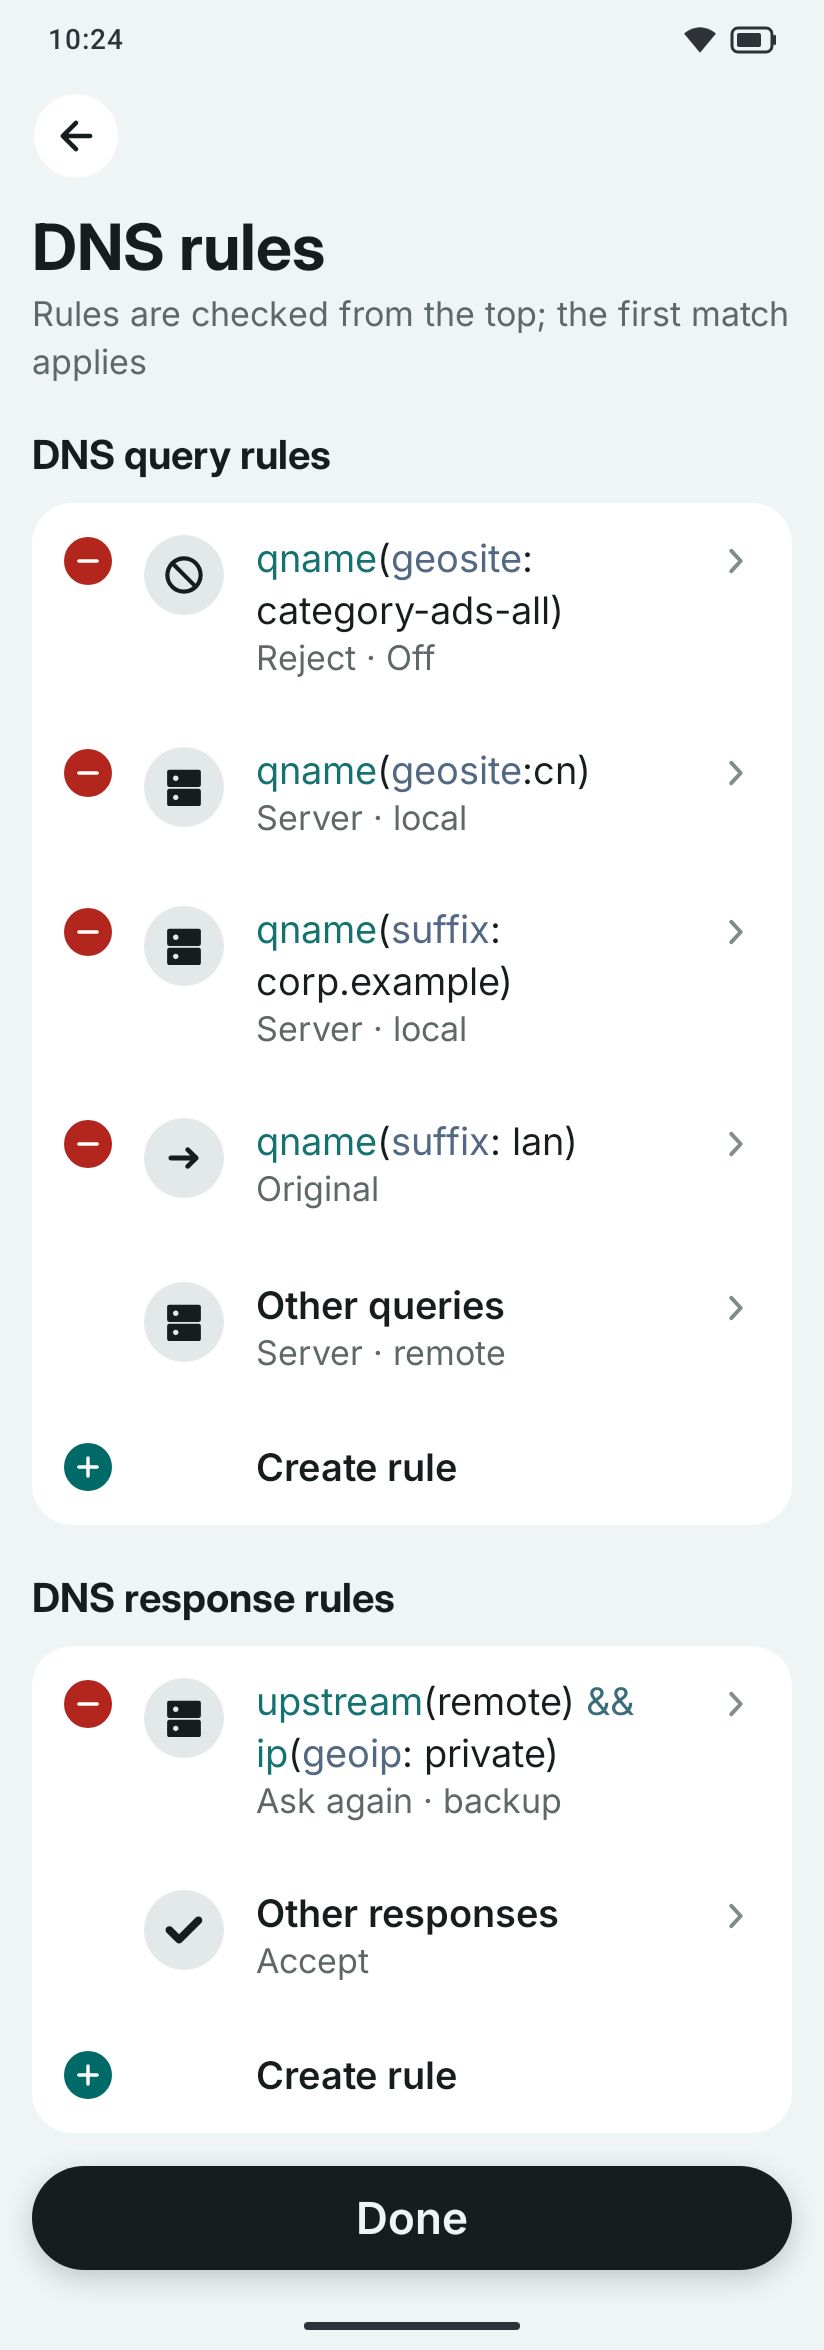 10:24
DNS rules
Rules are checked from the top; the first match
applies
DNS query rules
qname(geosite:
category-ads-all)
Reject · Off
qname(geosite:cn)
Server · local
qname(suffix:
corp.example)
Server · local
qname(suffix: lan)
Original
Other queries
Server · remote
Create rule
DNS response rules
upstream(remote) &&
ip(geoip: private)
Ask again · backup
Other responses
Accept
Create rule
Done